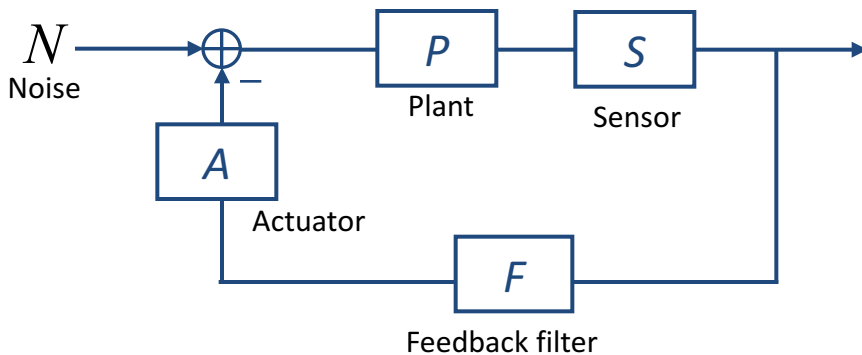 N
Noise
P
Plant
S
Sensor
−
A
Actuator
F
Feedback filter